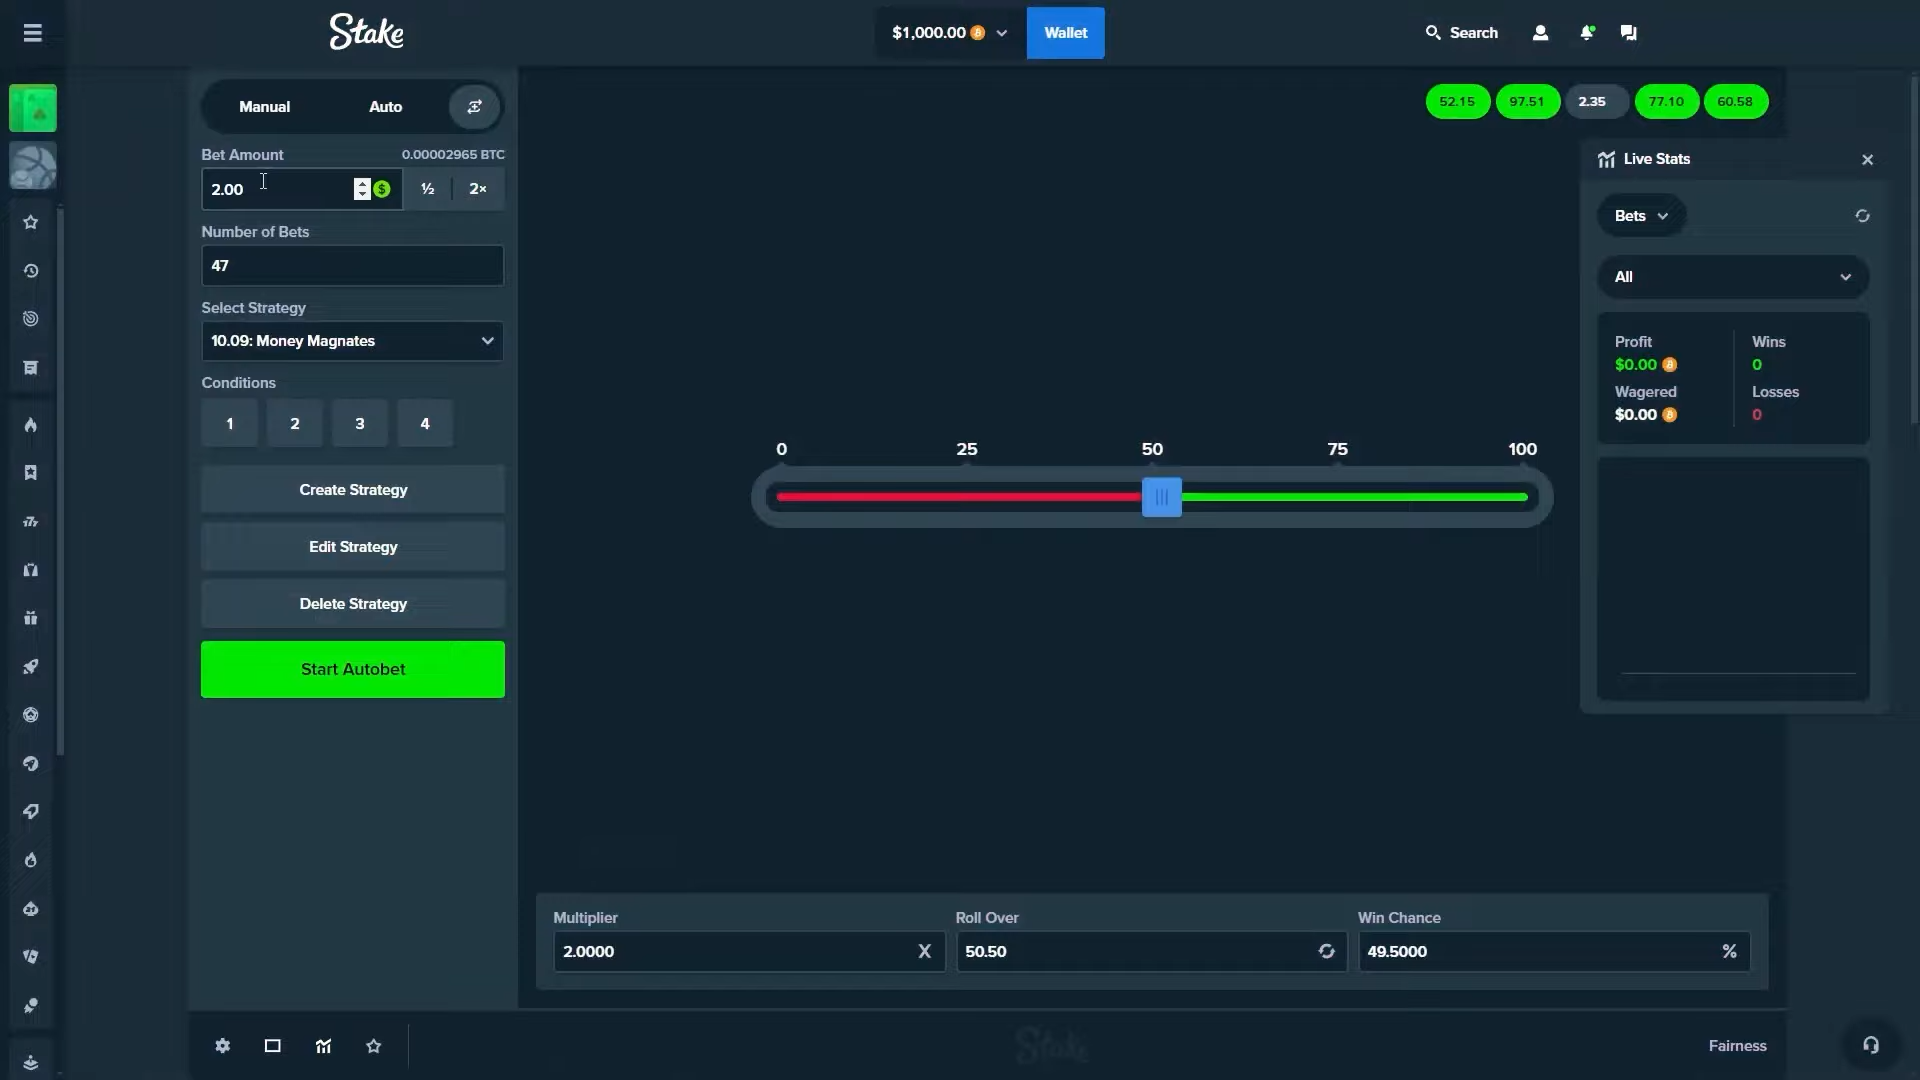 Stake
$1,000.00
Wallet
Search
Manual
Auto
52.15
97.51
2.35
77.10
60.58
Bet Amount
0.00002965 BTC
2.00
$
½
2×
Number of Bets
47
Select Strategy
10.09: Money Magnates
Conditions
1
2
3
4
Create Strategy
Edit Strategy
Delete Strategy
Start Autobet
0
25
50
75
100
Live Stats
Bets
All
Profit
Wins
$0.00
0
Wagered
Losses
$0.00
0
Multiplier
Roll Over
Win Chance
2.0000
X
50.50
49.5000
%
Stake
Fairness